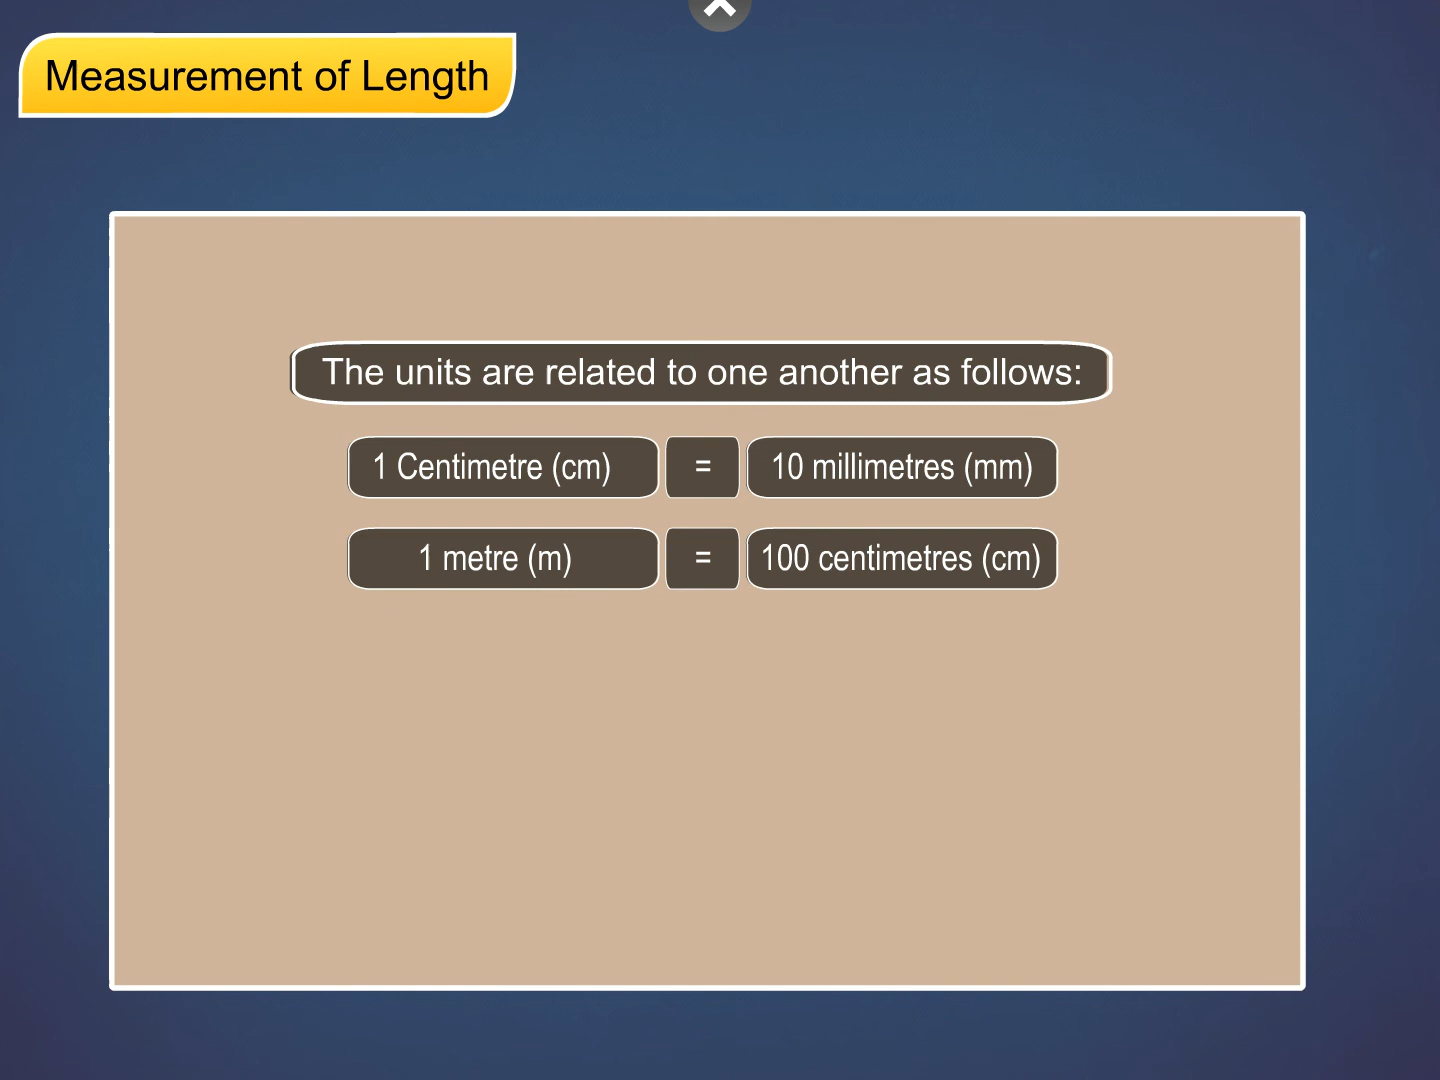 Measurement of Length
The units are related to one another as follows:
1 Centimetre (cm) = 10 millimetres (mm)
1 metre (m) = 100 centimetres (cm)